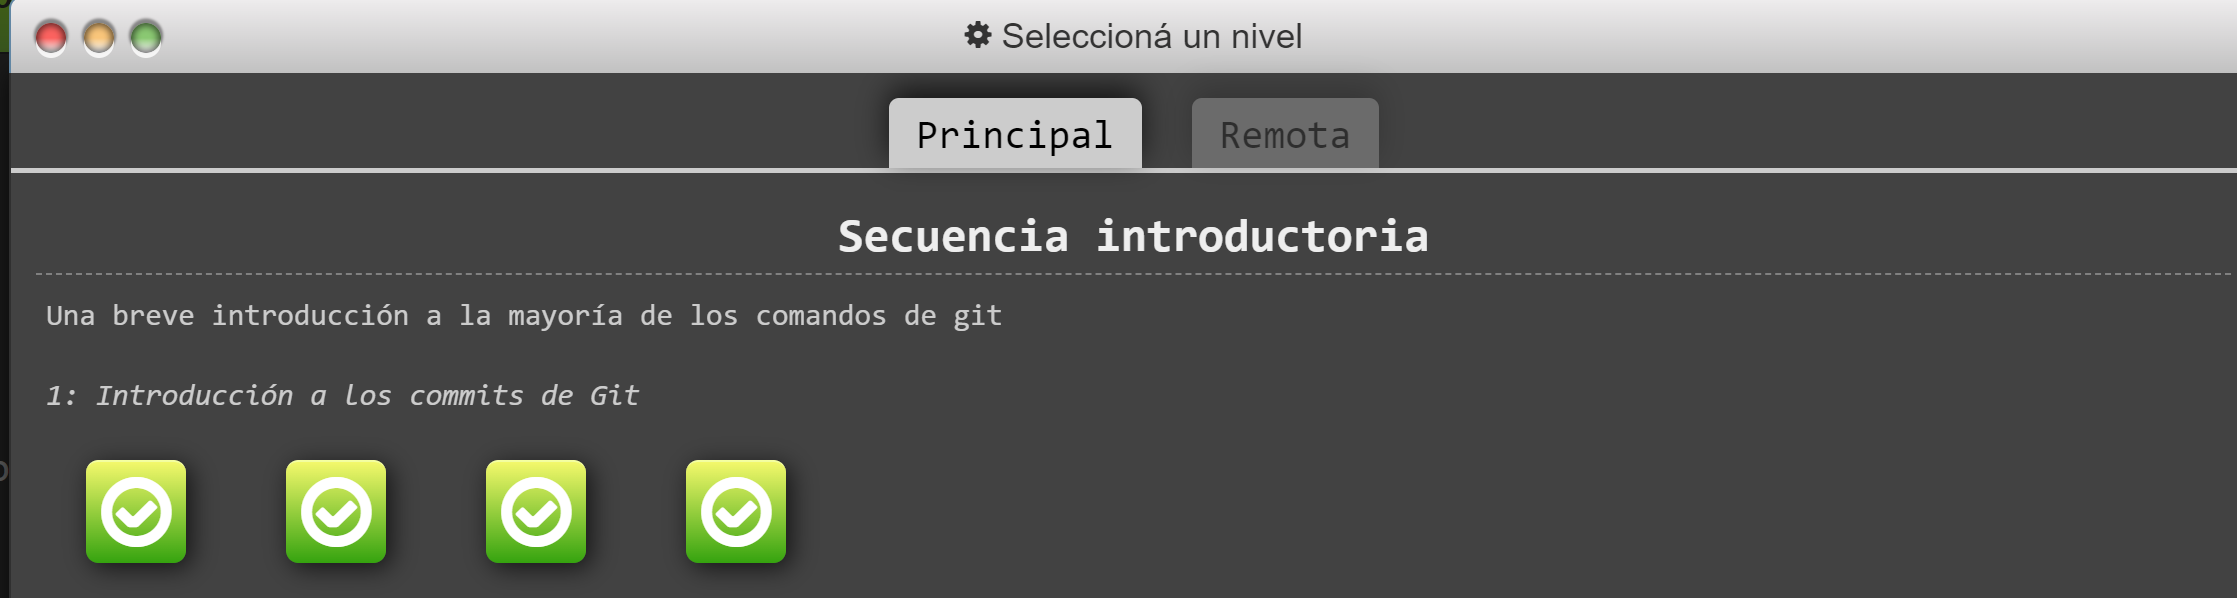 Seleccioná un nivel
Principal
Remota
Secuencia introductoria
Una breve introducción a la mayoría de los comandos de git
1: Introducción a los commits de Git